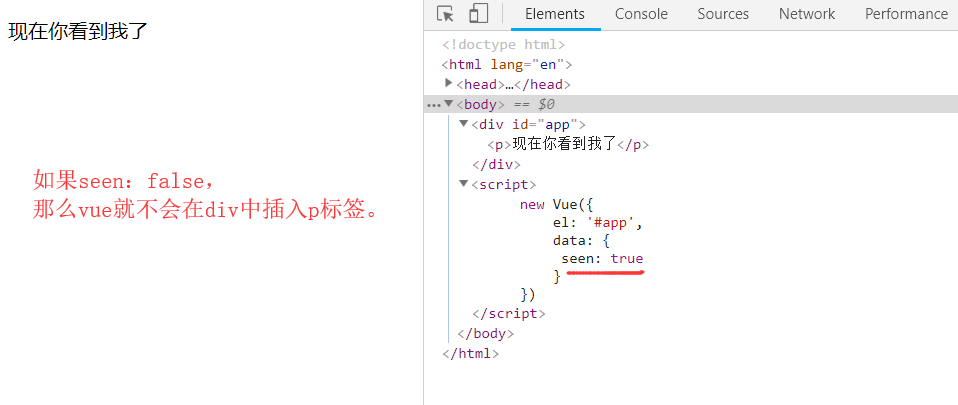 现在你看到我了
如果seen：false，
那么vue就不会在div中插入p标签。
Elements Console Sources Network Performance
<!doctype html>
<html lang="en">
<head>…</head>
<body> == $0
<div id="app">
<p>现在你看到我了</p>
</div>
<script>
new Vue({
el: '#app',
data: {
seen: true
}
})
</script>
</body>
</html>